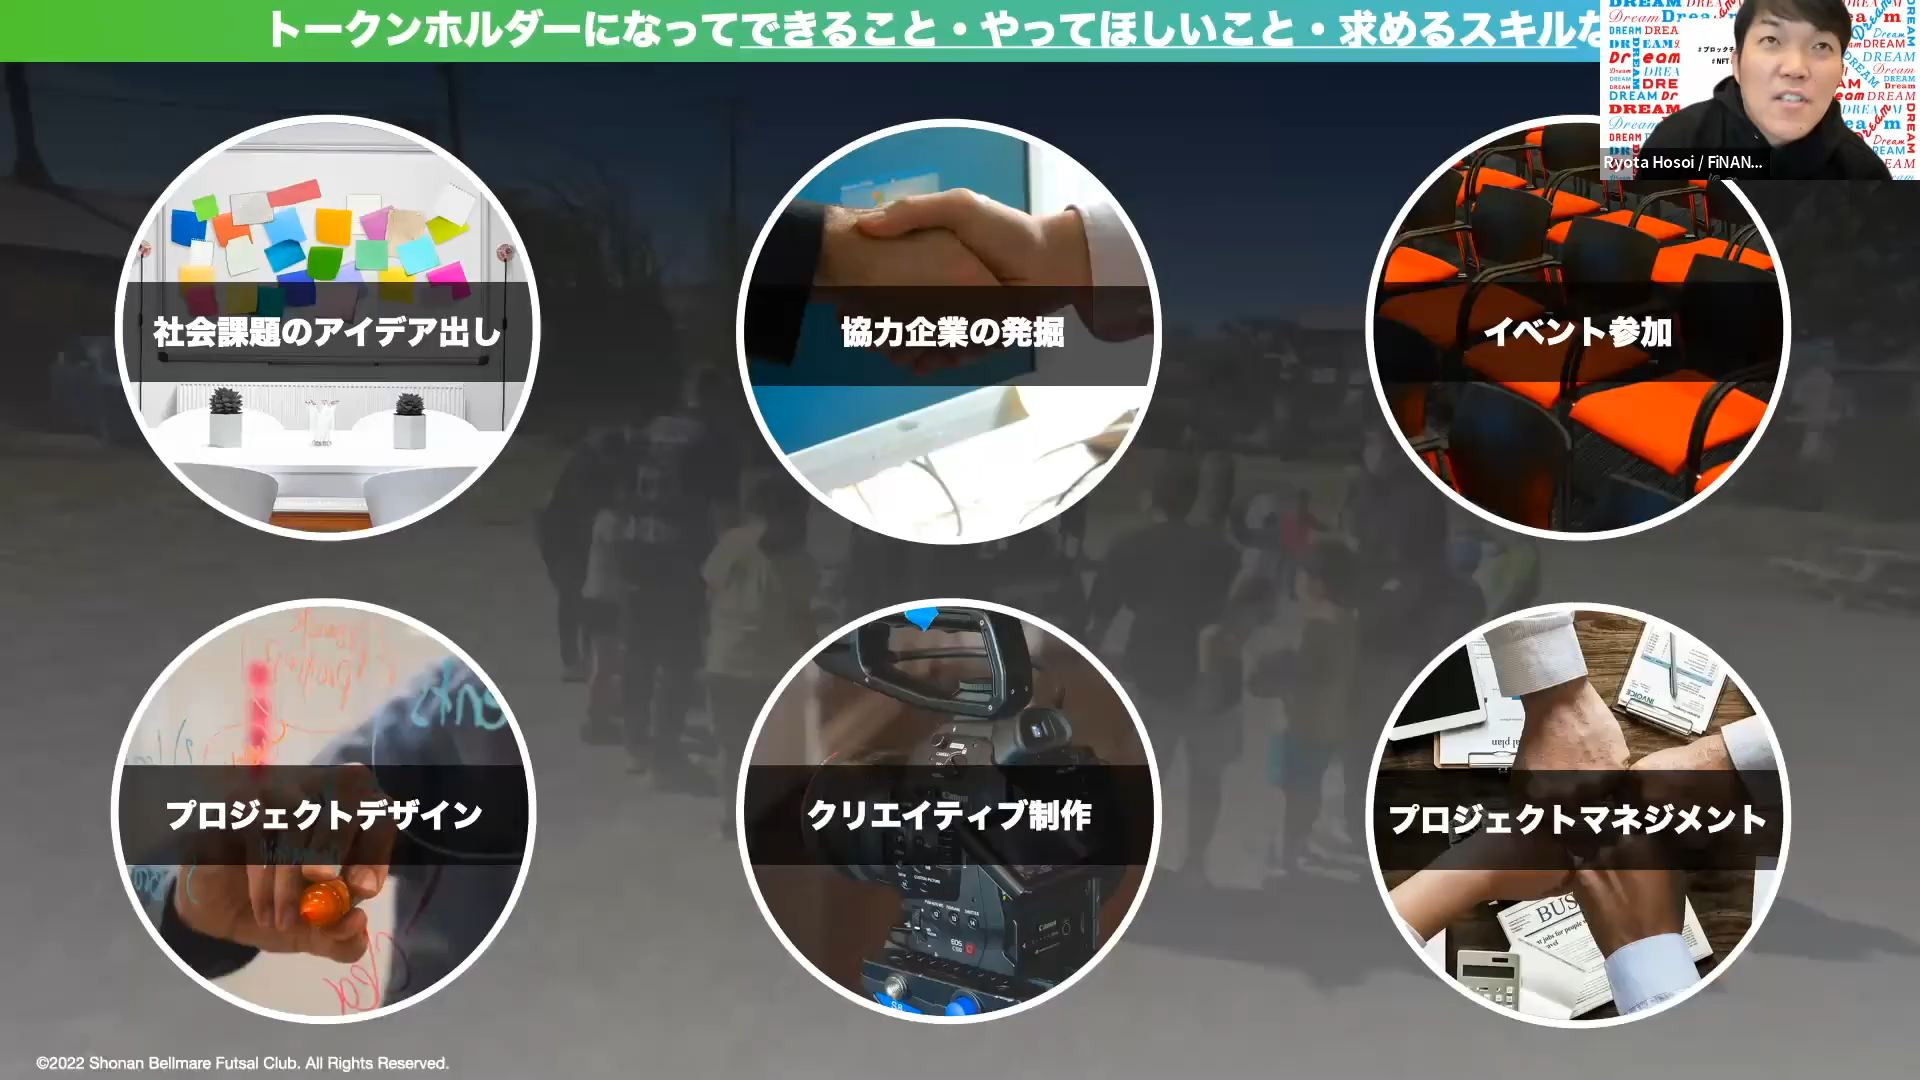 トークンホルダーになってできること・やってほしいこと・求めるスキルな
Ryota Hosoi / FiNAN...
社会課題のアイデア出し
協力企業の発掘
イベント参加
プロジェクトデザイン
クリエイティブ制作
プロジェクトマネジメント
©2022 Shonan Bellmare Futsal Club. All Rights Reserved.